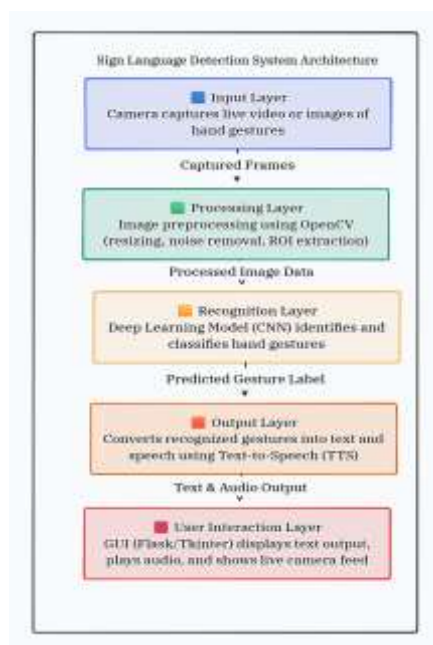 Sign Language Detection System Architecture
Input Layer
Camera captures live video or images of
hand gestures
Captured Frames
Processing Layer
Image preprocessing using OpenCV
(resizing, noise removal, ROI extraction)
Processed Image Data
Recognition Layer
Deep Learning Model (CNN) identifies and
classifies hand gestures
Predicted Gesture Label
Output Layer
Converts recognized gestures into text and
speech using Text-to-Speech (TTS)
Text & Audio Output
User Interaction Layer
GUI (Flask/Tkinter) displays text output,
plays audio, and shows live camera feed